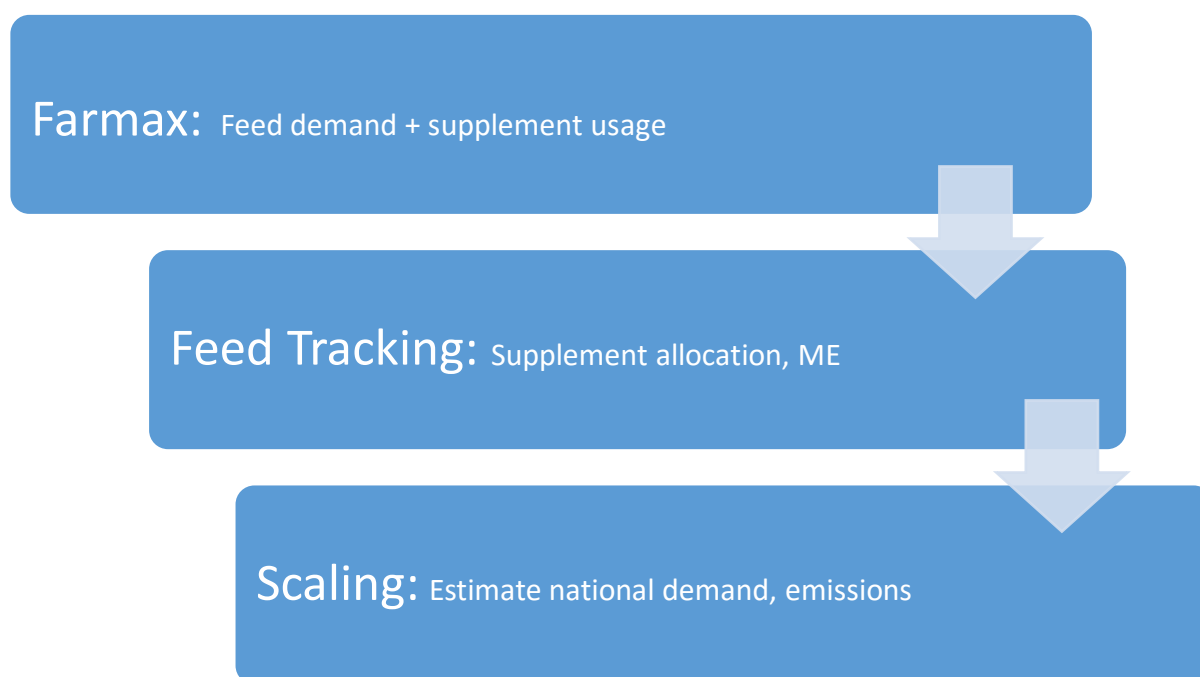 Farmax: Feed demand + supplement usage
Feed Tracking: Supplement allocation, ME
Scaling: Estimate national demand, emissions